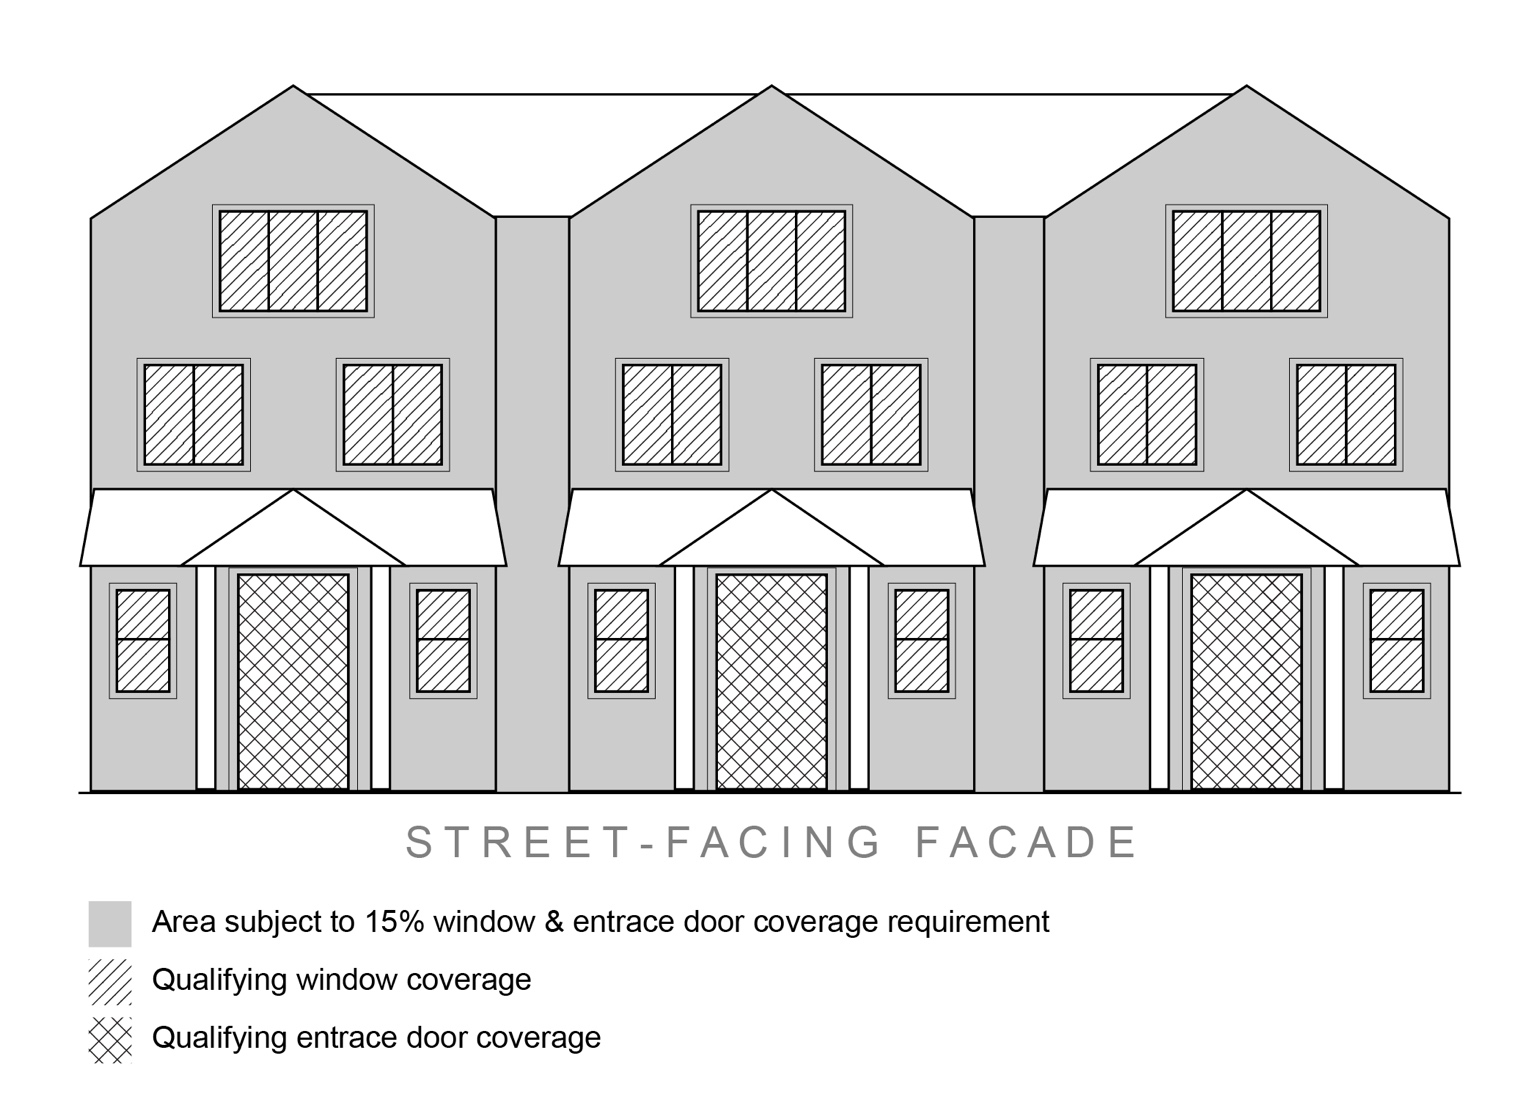 STREET-FACING FACADE
Area subject to 15% window & entrace door coverage requirement
Qualifying window coverage
Qualifying entrace door coverage